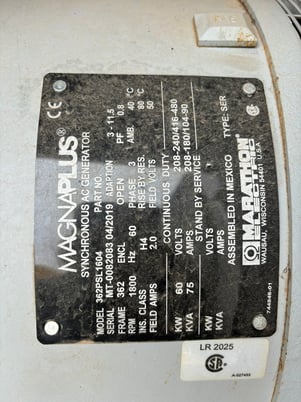 MAGNAPLUS®
SYNCHRONOUS AC GENERATOR
PART NO.
MODEL 362PSL1604
SERIAL MT-0082083 04/2019 ADAPTION 3 - 11.5
FRAME 362 ENCL OPEN PF 0.8
RPM 1800 Hz 60 PHASE 3 AMB. 40 °C
INS. CLASS H4 RISE BY RES. 80 °C
FIELD AMPS 2.0 FIELD VOLTS 50
CONTINUOUS DUTY
KW 60 VOLTS 208-240/416-480
KVA 75 AMPS 208-180/104-90
STAND BY SERVICE
KW VOLTS
KVA AMPS
ASSEMBLED IN MEXICO TYPE: SER
MARATHON
ELECTRIC
WAUSAU, WISCONSIN 54401 U.S.A.
744846-01
LR 2025
A-027495